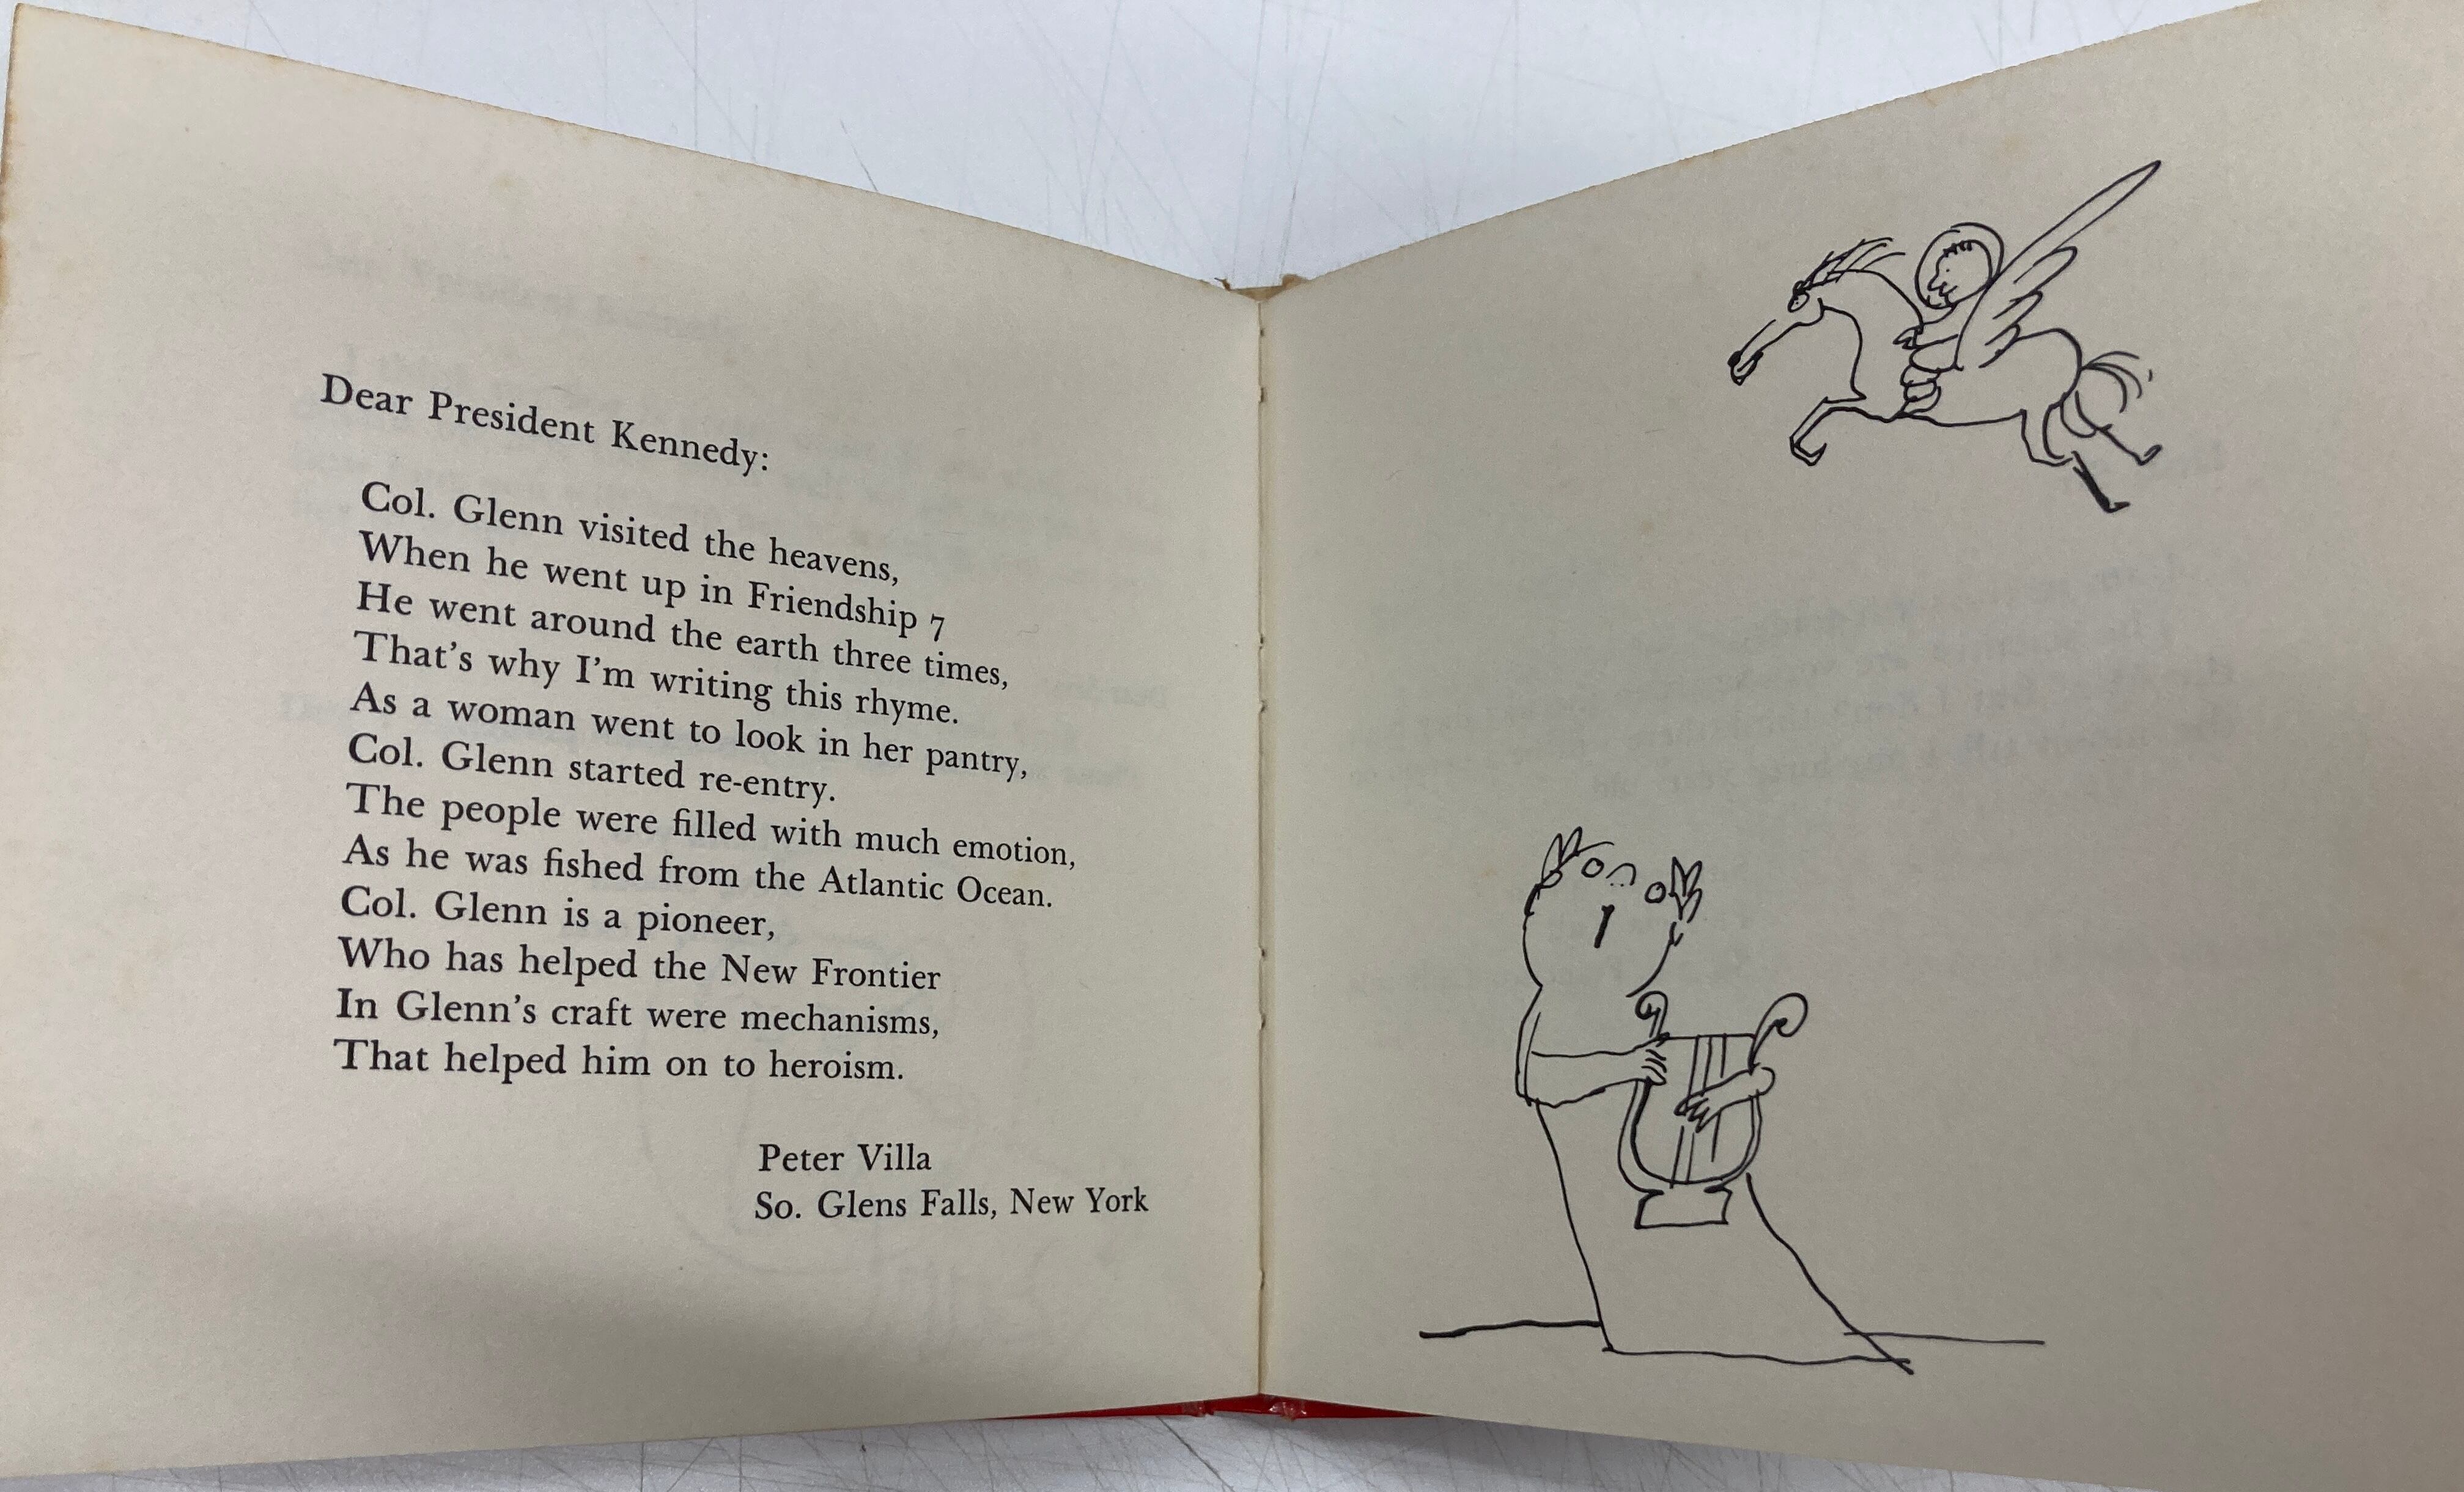 Dear President Kennedy:
Col. Glenn visited the heavens,
When he went up in Friendship 7
He went around the earth three times,
That's why I'm writing this rhyme.
As a woman went to look in her pantry,
Col. Glenn started re-entry.
The people were filled with much emotion,
As he was fished from the Atlantic Ocean.
Col. Glenn is a pioneer,
Who has helped the New Frontier
In Glenn's craft were mechanisms,
That helped him on to heroism.
Peter Villa
So. Glens Falls, New York